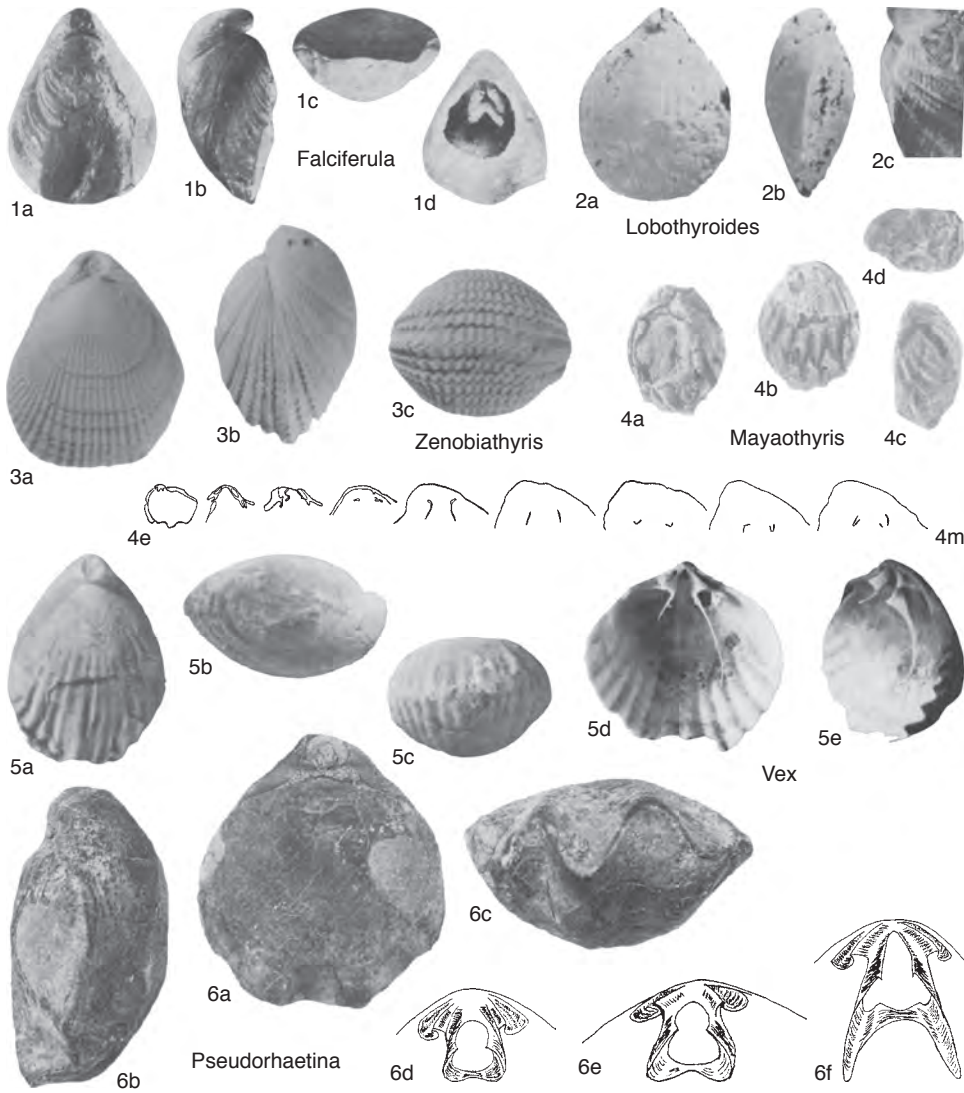 1a
1b
1c
Falciferula
1d
2a
2b
2c
Lobothyroides
3a
3b
3c
Zenobiathyris
4a
4b
4c
4d
Mayaothyris
4e
4m
5a
5b
5c
5d
5e
Vex
6a
6b
6c
Pseudorhaetina
6d
6e
6f